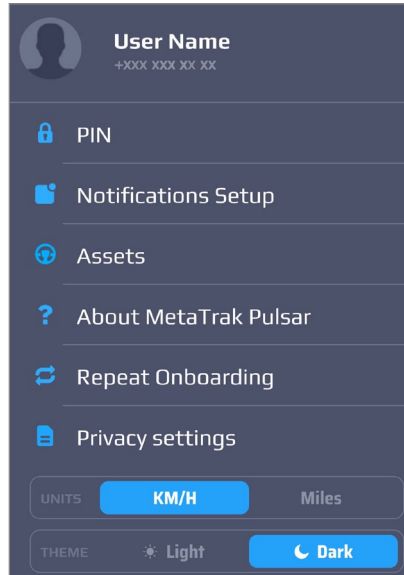 User Name
+XXX XXX XX XX
PIN
Notifications Setup
Assets
About MetaTrak Pulsar
Repeat Onboarding
Privacy settings
UNITS KM/H Miles
THEME Light Dark